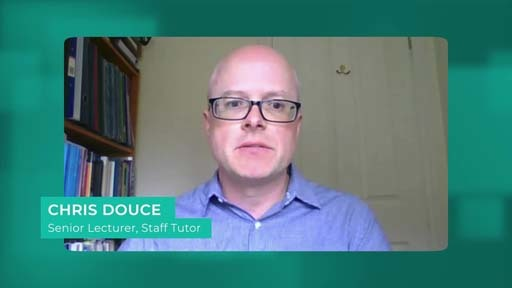 CHRIS DOUCE
Senior Lecturer, Staff Tutor